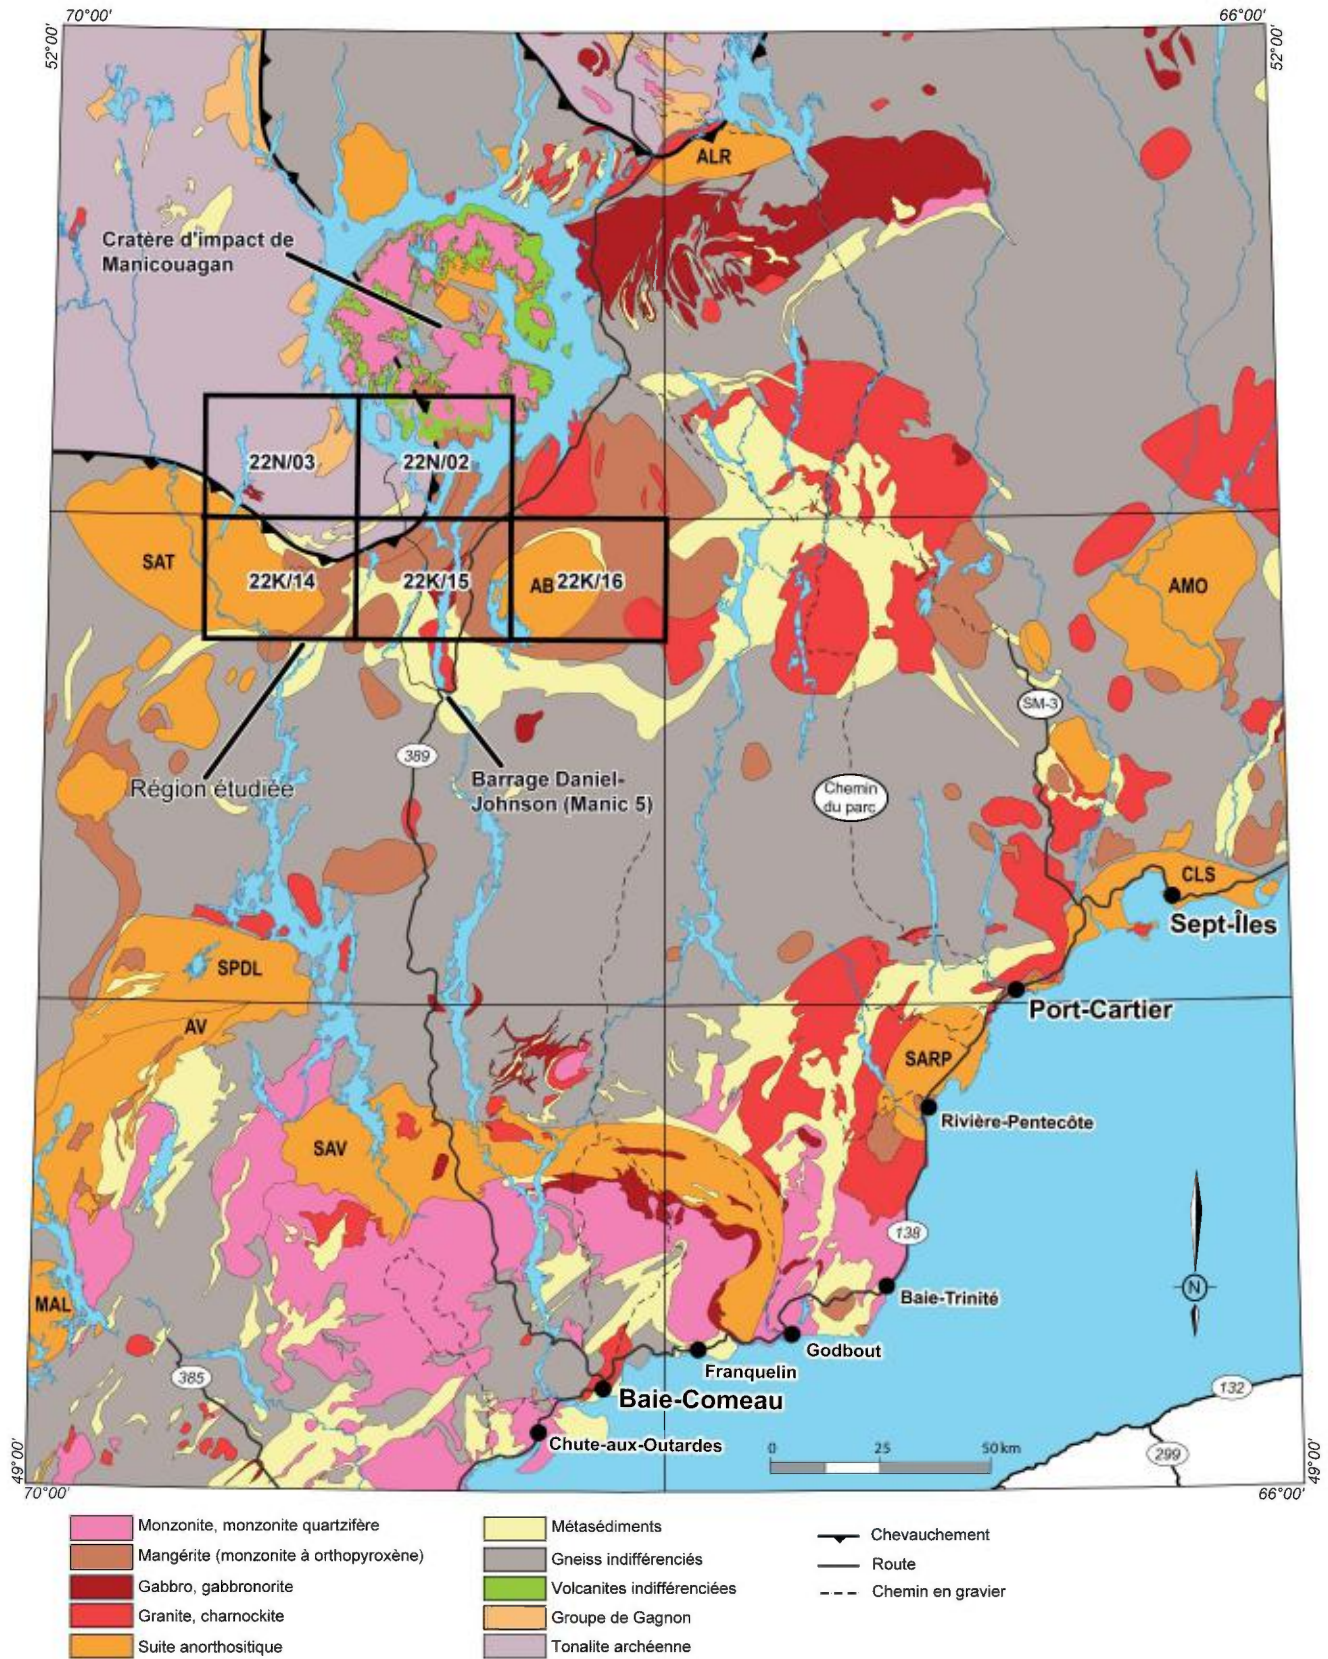 70°00'
66°00'
52°00'
52°00'
ALR
Cratère d'impact de
Manicouagan
22N/03
22N/02
SAT
22K/14
22K/15
AB
22K/16
AMO
SM-3
389
Région étudiée
Barrage Daniel-
Johnson (Manic 5)
Chemin
du parc
CLS
Sept-Îles
SPDL
Port-Cartier
AV
SARP
Rivière-Pentecôte
SAV
138
MAL
Baie-Trinité
Godbout
Franquelin
385
132
Baie-Comeau
Chute-aux-Outardes
299
0 25 50 km
49°00'
49°00'
70°00'
66°00'
Monzonite, monzonite quartzifère
Mangérite (monzonite à orthopyroxène)
Gabbro, gabbronorite
Granite, charnockite
Suite anorthositique
Métasédiments
Gneiss indifférenciés
Volcanites indifférenciées
Groupe de Gagnon
Tonalite archéenne
Chevauchement
Route
Chemin en gravier
N